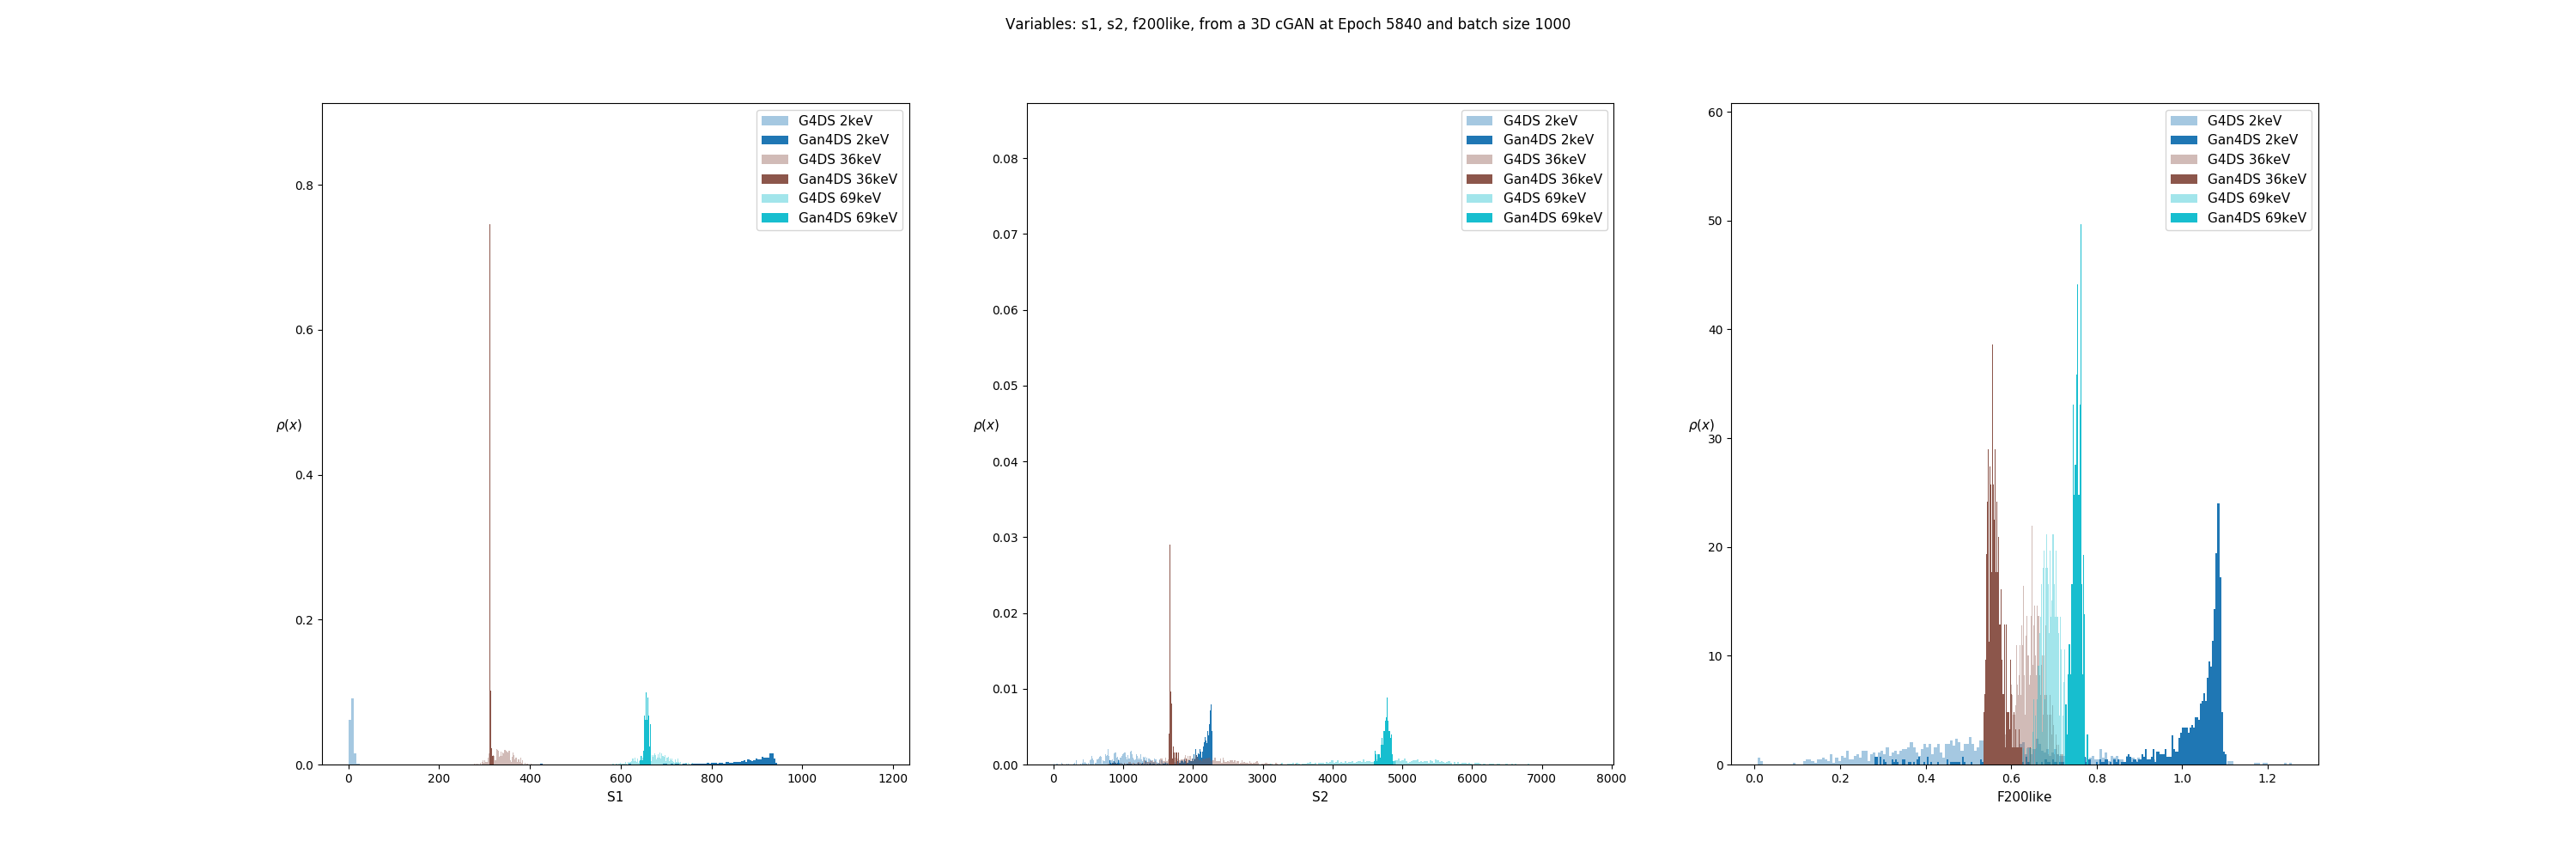 Variables: s1, s2, f200like, from a 3D cGAN at Epoch 5840 and batch size 1000
G4DS 2keV
Gan4DS 2keV
G4DS 36keV
Gan4DS 36keV
G4DS 69keV
Gan4DS 69keV
0.8
0.6
0.4
0.2
0.0
ρ(x)
0 200 400 600 800 1000 1200
S1
G4DS 2keV
Gan4DS 2keV
G4DS 36keV
Gan4DS 36keV
G4DS 69keV
Gan4DS 69keV
0.08
0.07
0.06
0.05
0.04
0.03
0.02
0.01
0.00
ρ(x)
0 1000 2000 3000 4000 5000 6000 7000 8000
S2
G4DS 2keV
Gan4DS 2keV
G4DS 36keV
Gan4DS 36keV
G4DS 69keV
Gan4DS 69keV
60
50
40
30
20
10
0
ρ(x)
0.0 0.2 0.4 0.6 0.8 1.0 1.2
F200like